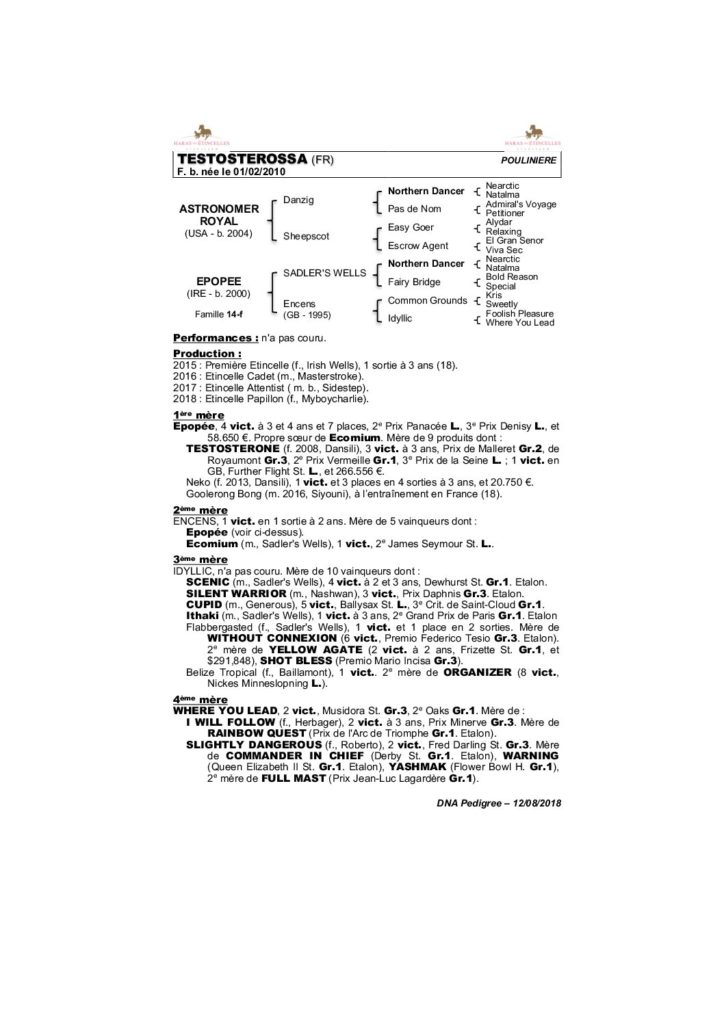 HARAS DES ETINCELLES
HARAS DES ETINCELLES
TESTOSTEROSSA (FR) POULINIERE
F. b. née le 01/02/2010
ASTRONOMER ROYAL
(USA - b. 2004)
Danzig
Sheepscot
Northern Dancer
Pas de Nom
Easy Goer
Escrow Agent
Nearctic
Natalma
Admiral's Voyage
Petitioner
Alydar
Relaxing
El Gran Senor
Viva Sec
EPOPEE
(IRE - b. 2000)
Famille 14-f
SADLER'S WELLS
Encens
(GB - 1995)
Northern Dancer
Fairy Bridge
Common Grounds
Idyllic
Nearctic
Natalma
Bold Reason
Special
Kris
Sweetly
Foolish Pleasure
Where You Lead
Performances : n'a pas couru.
Production :
2015 : Première Etincelle (f., Irish Wells), 1 sortie à 3 ans (18).
2016 : Etincelle Cadet (m., Masterstroke).
2017 : Etincelle Attentist ( m. b., Sidestep).
2018 : Etincelle Papillon (f., Myboycharlie).
1ère mère
Epopée, 4 vict. à 3 et 4 ans et 7 places, 2e Prix Panacée L., 3e Prix Denisy L., et
58.650 €. Propre sœur de Ecomium. Mère de 9 produits dont :
TESTOSTERONE (f. 2008, Dansili), 3 vict. à 3 ans, Prix de Malleret Gr.2, de
Royaumont Gr.3, 2e Prix Vermeille Gr.1, 3e Prix de la Seine L. ; 1 vict. en
GB, Further Flight St. L., et 266.556 €.
Neko (f. 2013, Dansili), 1 vict. et 3 places en 4 sorties à 3 ans, et 20.750 €.
Goolerong Bong (m. 2016, Siyouni), à l'entraînement en France (18).
2ème mère
ENCENS, 1 vict. en 1 sortie à 2 ans. Mère de 5 vainqueurs dont :
Epopée (voir ci-dessus).
Ecomium (m., Sadler's Wells), 1 vict., 2e James Seymour St. L..
3ème mère
IDYLLIC, n'a pas couru. Mère de 10 vainqueurs dont :
SCENIC (m., Sadler's Wells), 4 vict. à 2 et 3 ans, Dewhurst St. Gr.1. Etalon.
SILENT WARRIOR (m., Nashwan), 3 vict., Prix Daphnis Gr.3. Etalon.
CUPID (m., Generous), 5 vict., Ballysax St. L., 3e Crit. de Saint-Cloud Gr.1.
Ithaki (m., Sadler's Wells), 1 vict. à 3 ans, 2e Grand Prix de Paris Gr.1. Etalon
Flabbergasted (f., Sadler's Wells), 1 vict. et 1 place en 2 sorties. Mère de
WITHOUT CONNEXION (6 vict., Premio Federico Tesio Gr.3. Etalon).
2e mère de YELLOW AGATE (2 vict. à 2 ans, Frizette St. Gr.1, et
$291,848), SHOT BLESS (Premio Mario Incisa Gr.3).
Belize Tropical (f., Baillamont), 1 vict.. 2e mère de ORGANIZER (8 vict.,
Nickes Minneslopning L.).
4ème mère
WHERE YOU LEAD, 2 vict., Musidora St. Gr.3, 2e Oaks Gr.1. Mère de :
I WILL FOLLOW (f., Herbager), 2 vict. à 3 ans, Prix Minerve Gr.3. Mère de
RAINBOW QUEST (Prix de l'Arc de Triomphe Gr.1. Etalon).
SLIGHTLY DANGEROUS (f., Roberto), 2 vict., Fred Darling St. Gr.3. Mère
de COMMANDER IN CHIEF (Derby St. Gr.1. Etalon), WARNING
(Queen Elizabeth II St. Gr.1. Etalon), YASHMAK (Flower Bowl H. Gr.1),
2e mère de FULL MAST (Prix Jean-Luc Lagardère Gr.1).
DNA Pedigree – 12/08/2018